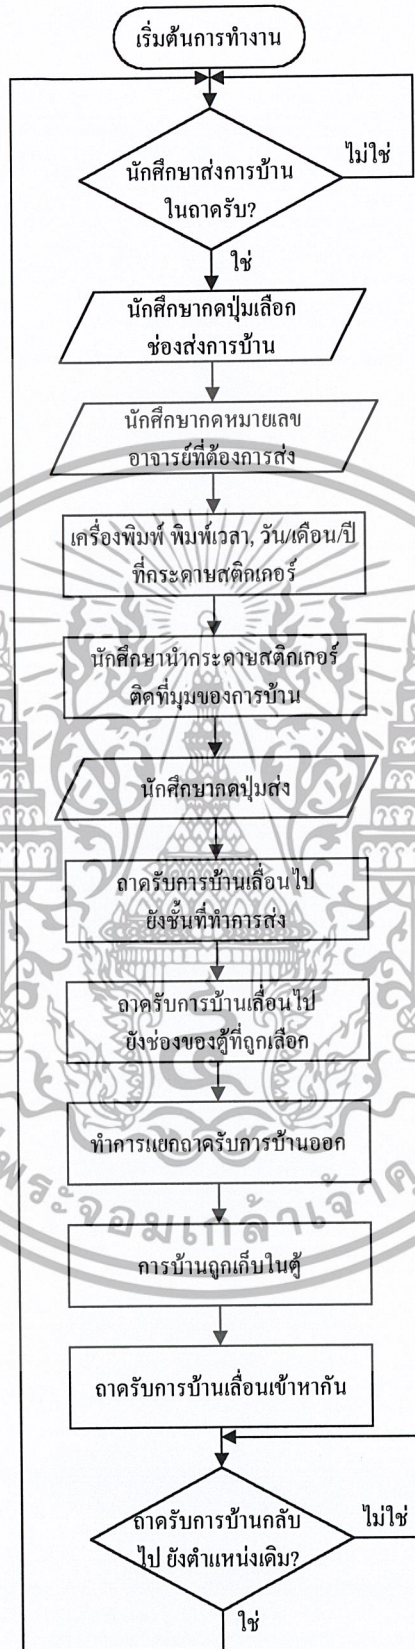 เริ่มต้นการทำงาน
นักศึกษาส่งการบ้าน
ในถาดรับ?
ไม่ใช่
ใช่
นักศึกษากดปุ่มเลือก
ช่องส่งการบ้าน
นักศึกษากดหมายเลข
อาจารย์ที่ต้องการส่ง
เครื่องพิมพ์ พิมพ์เวลา, วัน/เดือน/ปี
ที่กระดาษสติกเกอร์
นักศึกษานำกระดาษสติกเกอร์
ติดที่มุมของการบ้าน
นักศึกษากดปุ่มส่ง
ถาดรับการบ้านเลื่อนไป
ยังชั้นที่ทำการส่ง
ถาดรับการบ้านเลื่อนไป
ยังช่องของตู้ที่ถูกเลือก
ทำการแยกถาดรับการบ้านออก
พระจอมเกล้าเจ้าค
การบ้านถูกเก็บในตู้
ถาดรับการบ้านเลื่อนเข้าหากัน
ถาดรับการบ้านกลับ
ไป ยังตำแหน่งเดิม?
ไม่ใช่
ใช่